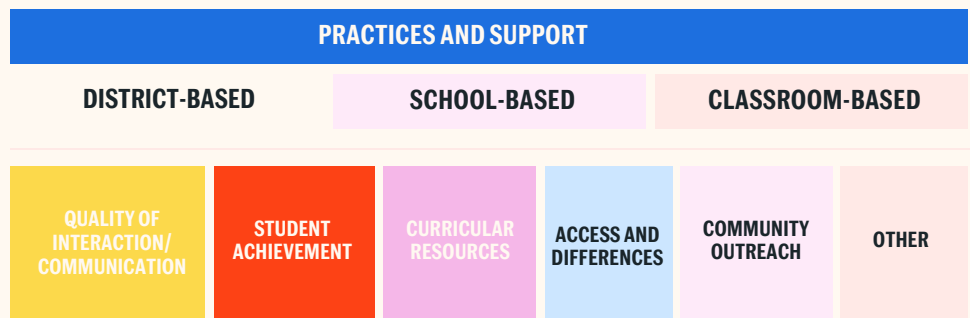 PRACTICES AND SUPPORT
DISTRICT-BASED
SCHOOL-BASED
CLASSROOM-BASED
QUALITY OF
INTERACTION/
COMMUNICATION
STUDENT
ACHIEVEMENT
CURRICULAR
RESOURCES
ACCESS AND
DIFFERENCES
COMMUNITY
OUTREACH
OTHER